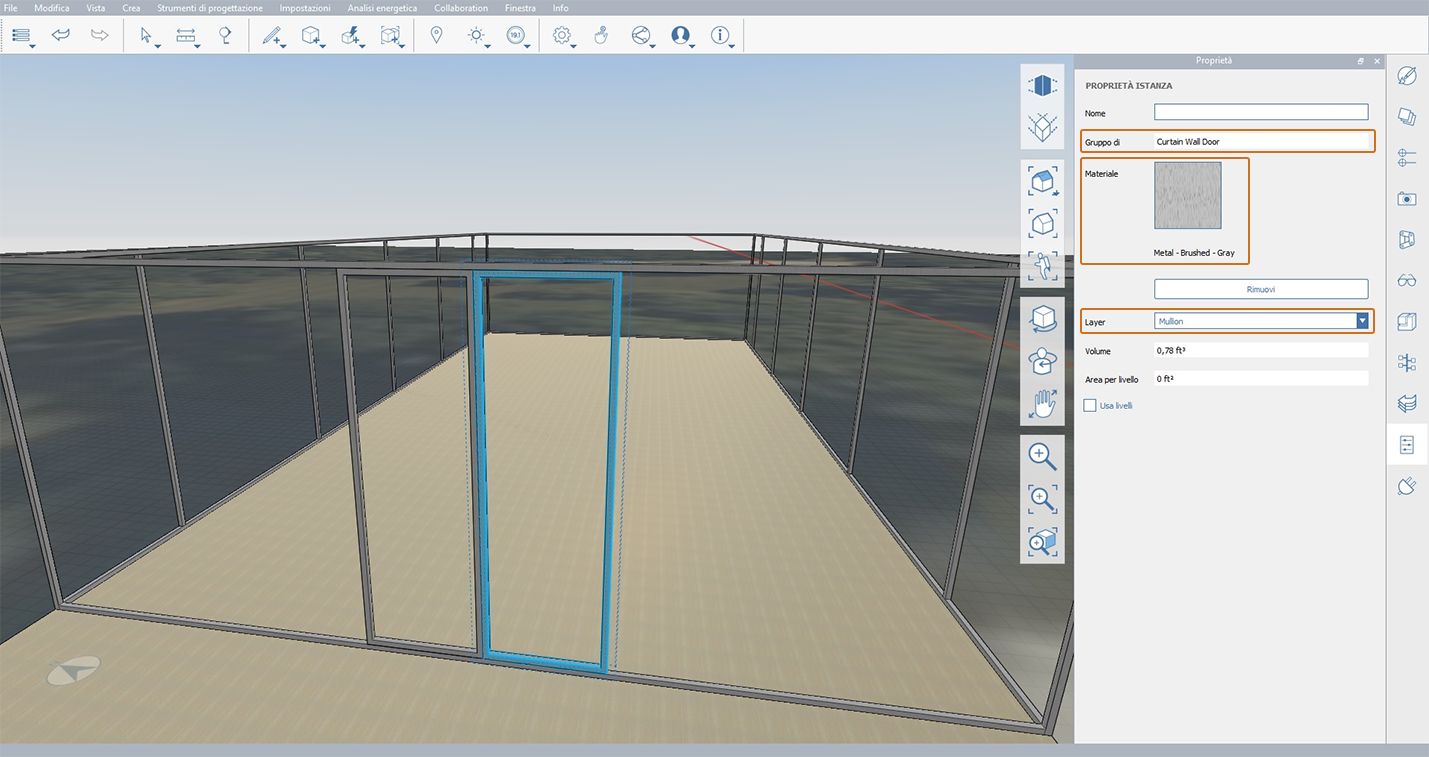 File Modifica Vista Crea Strumenti di progettazione Impostazioni Analisi energetica Collaboration Finestra Info
19.1
Proprietà
PROPRIETÀ ISTANZA
Nome
Gruppo di Curtain Wall Door
Materiale
Metal - Brushed - Gray
Rimuovi
Layer Mullion
Volume 0,78 ft³
Area per livello 0 ft²
Usa livelli